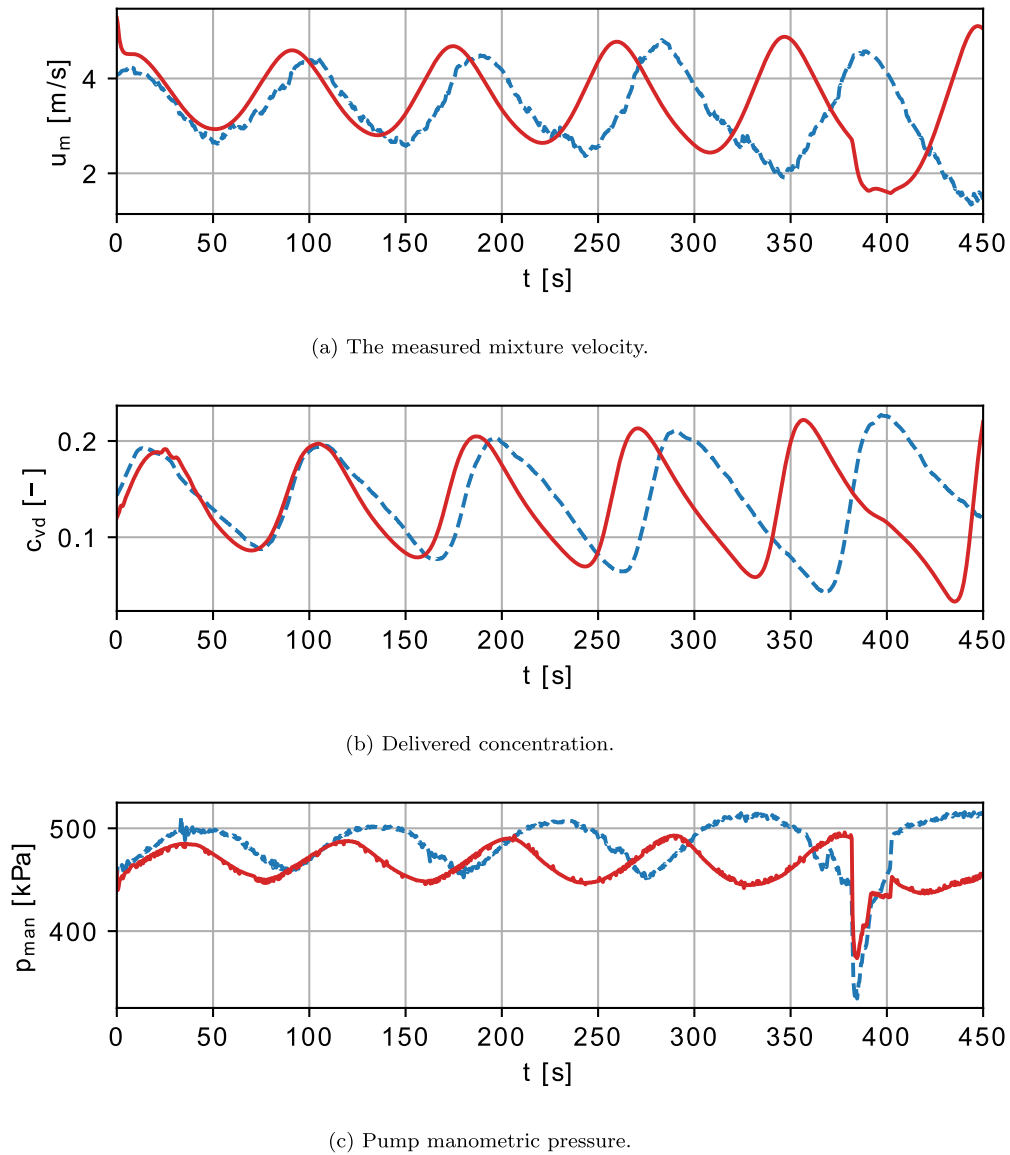 4
2
u_m [m/s]
0 50 100 150 200 250 300 350 400 450
t [s]
(a) The measured mixture velocity.
0.2
0.1
c_vd [−]
0 50 100 150 200 250 300 350 400 450
t [s]
(b) Delivered concentration.
500
400
p_man [kPa]
0 50 100 150 200 250 300 350 400 450
t [s]
(c) Pump manometric pressure.